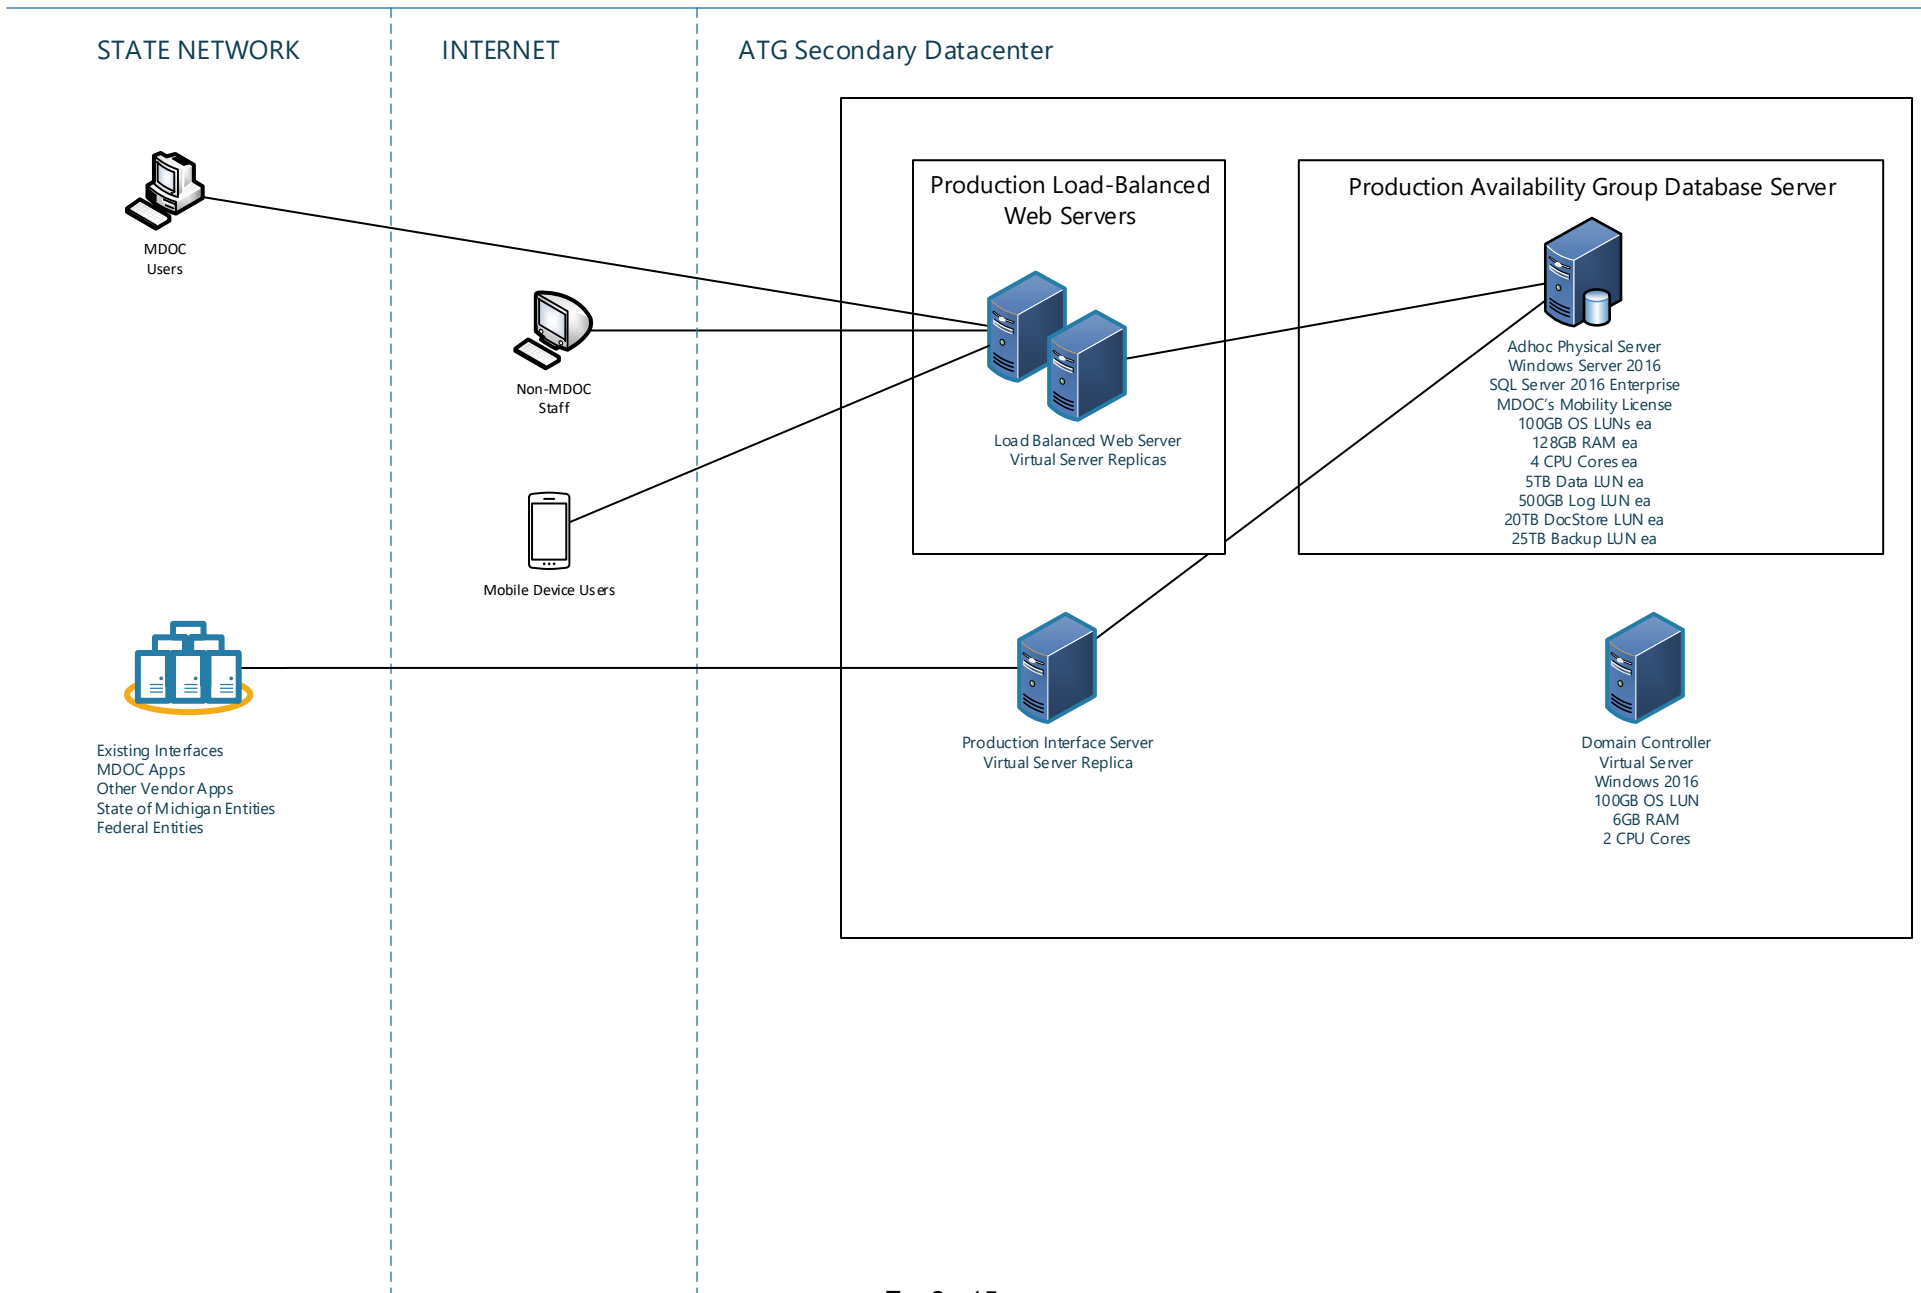 STATE NETWORK
INTERNET
ATG Secondary Datacenter
MDOC
Users
Non-MDOC
Staff
Mobile Device Users
Existing Interfaces
MDOC Apps
Other Vendor Apps
State of Michigan Entities
Federal Entities
Production Load-Balanced
Web Servers
Load Balanced Web Server
Virtual Server Replicas
Production Availability Group Database Server
Adhoc Physical Server
Windows Server 2016
SQL Server 2016 Enterprise
MDOC's Mobility License
100GB OS LUNs ea
128GB RAM ea
4 CPU Cores ea
5TB Data LUN ea
500GB Log LUN ea
20TB DocStore LUN ea
25TB Backup LUN ea
Production Interface Server
Virtual Server Replica
Domain Controller
Virtual Server
Windows 2016
100GB OS LUN
6GB RAM
2 CPU Cores